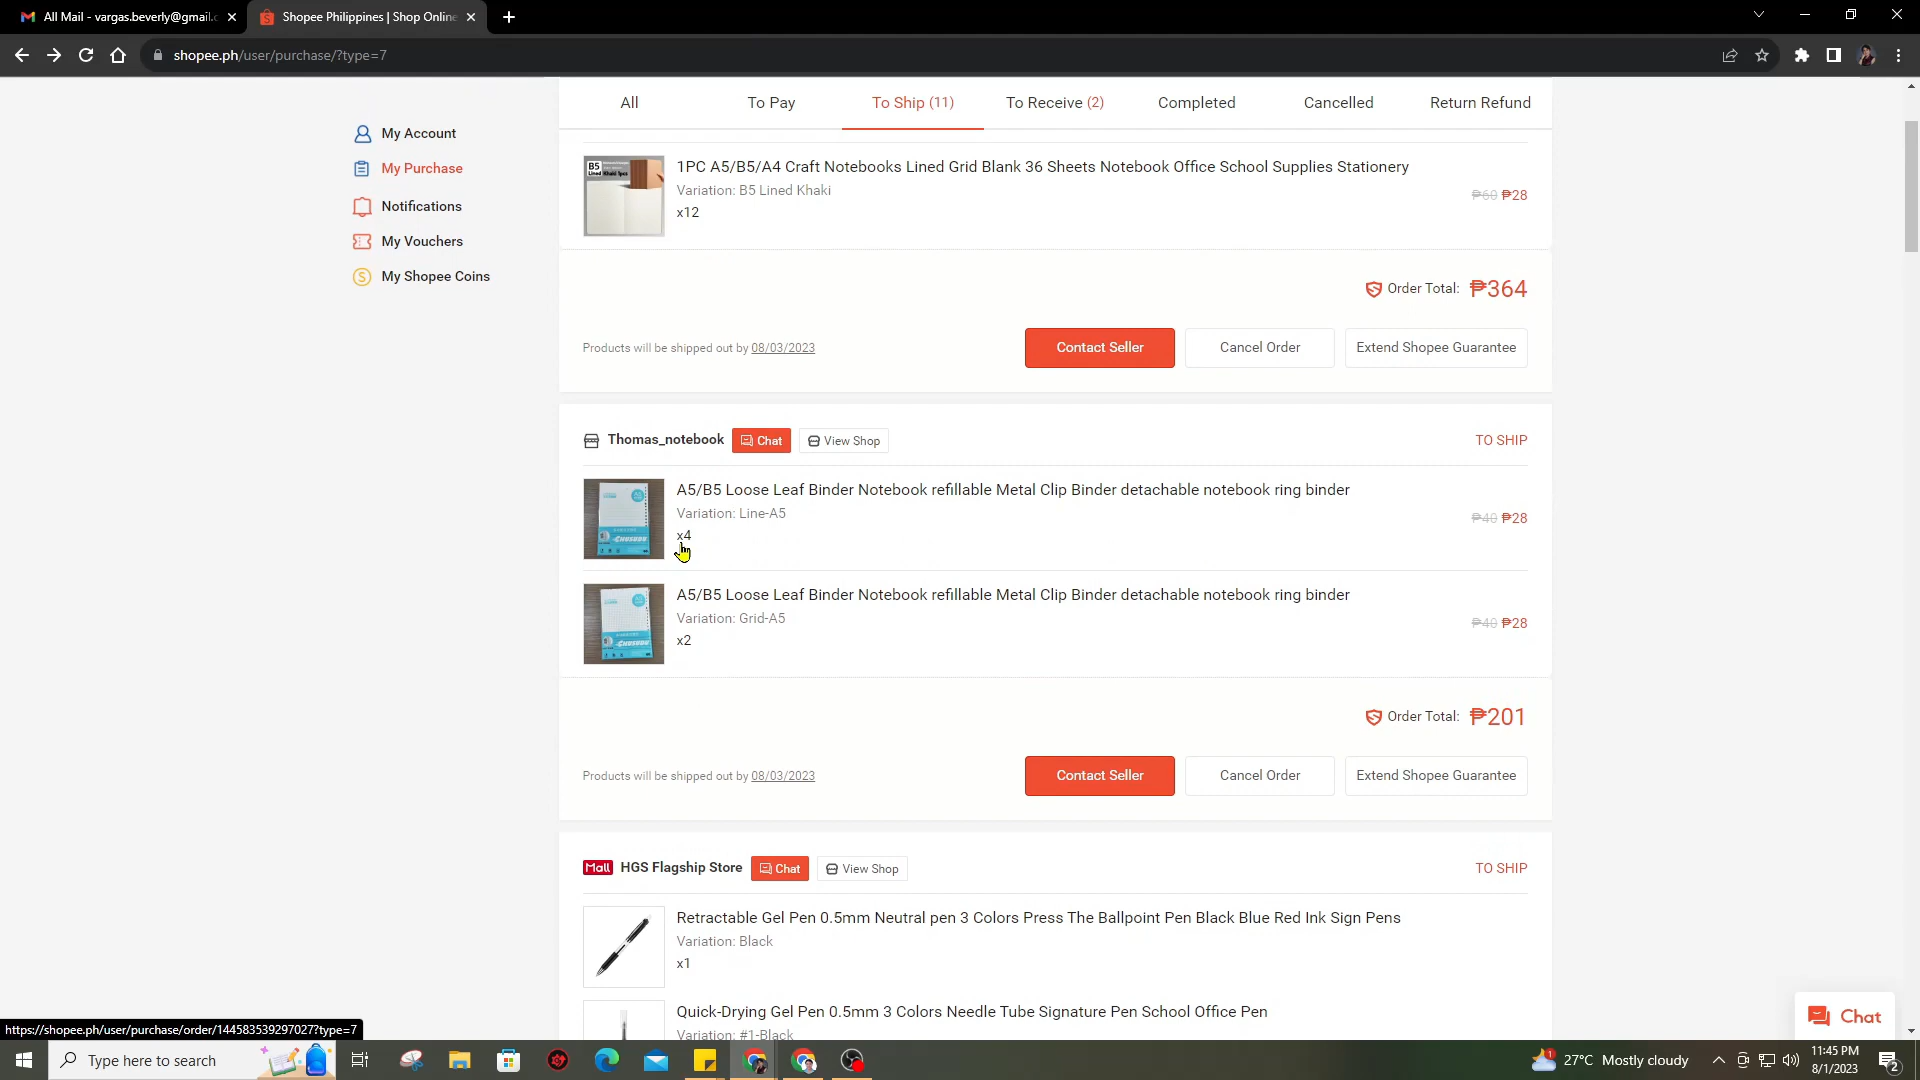 All Mail - vargas.beverly@gmail.c
Shopee Philippines | Shop Online
shopee.ph/user/purchase/?type=7
All
To Pay
To Ship (11)
To Receive (2)
Completed
Cancelled
Return Refund
My Account
My Purchase
Notifications
My Vouchers
My Shopee Coins
B5
Lined Khaki 1pcs
1PC A5/B5/A4 Craft Notebooks Lined Grid Blank 36 Sheets Notebook Office School Supplies Stationery
Variation: B5 Lined Khaki
x12
₱60 ₱28
Order Total: ₱364
Products will be shipped out by 08/03/2023
Contact Seller
Cancel Order
Extend Shopee Guarantee
Thomas_notebook
Chat
View Shop
TO SHIP
A5/B5 Loose Leaf Binder Notebook refillable Metal Clip Binder detachable notebook ring binder
Variation: Line-A5
x4
₱40 ₱28
A5/B5 Loose Leaf Binder Notebook refillable Metal Clip Binder detachable notebook ring binder
Variation: Grid-A5
x2
₱40 ₱28
Order Total: ₱201
Products will be shipped out by 08/03/2023
Contact Seller
Cancel Order
Extend Shopee Guarantee
Mall HGS Flagship Store
Chat
View Shop
TO SHIP
Retractable Gel Pen 0.5mm Neutral pen 3 Colors Press The Ballpoint Pen Black Blue Red Ink Sign Pens
Variation: Black
x1
Quick-Drying Gel Pen 0.5mm 3 Colors Needle Tube Signature Pen School Office Pen
Variation: #1-Black
Chat
https://shopee.ph/user/purchase/order/144583539297027?type=7
Type here to search
1
27°C Mostly cloudy
11:45 PM
8/1/2023
2